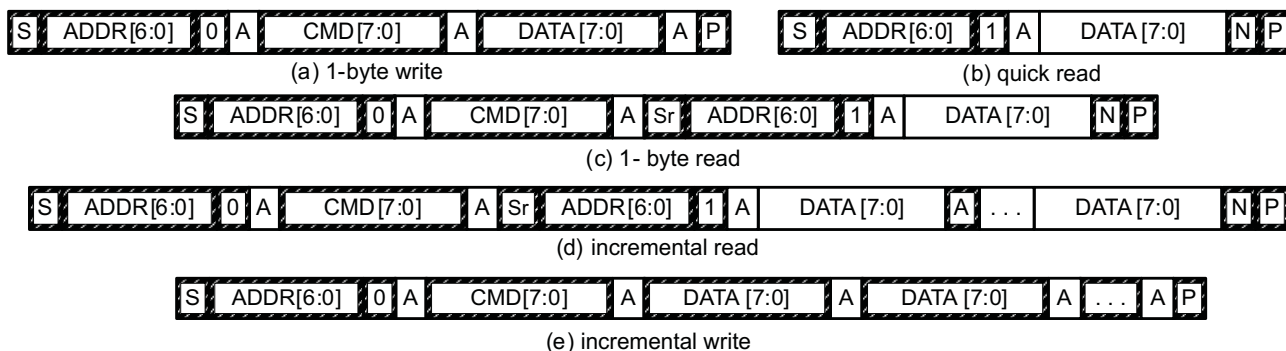 S ADDR[6:0] 0 A CMD[7:0] A DATA [7:0] A P
(a) 1-byte write
S ADDR[6:0] 1 A DATA [7:0] N P
(b) quick read
S ADDR[6:0] 0 A CMD[7:0] A Sr ADDR[6:0] 1 A DATA [7:0] N P
(c) 1- byte read
S ADDR[6:0] 0 A CMD[7:0] A Sr ADDR[6:0] 1 A DATA [7:0] A . . . DATA [7:0] N P
(d) incremental read
S ADDR[6:0] 0 A CMD[7:0] A DATA [7:0] A DATA [7:0] A . . . A P
(e) incremental write